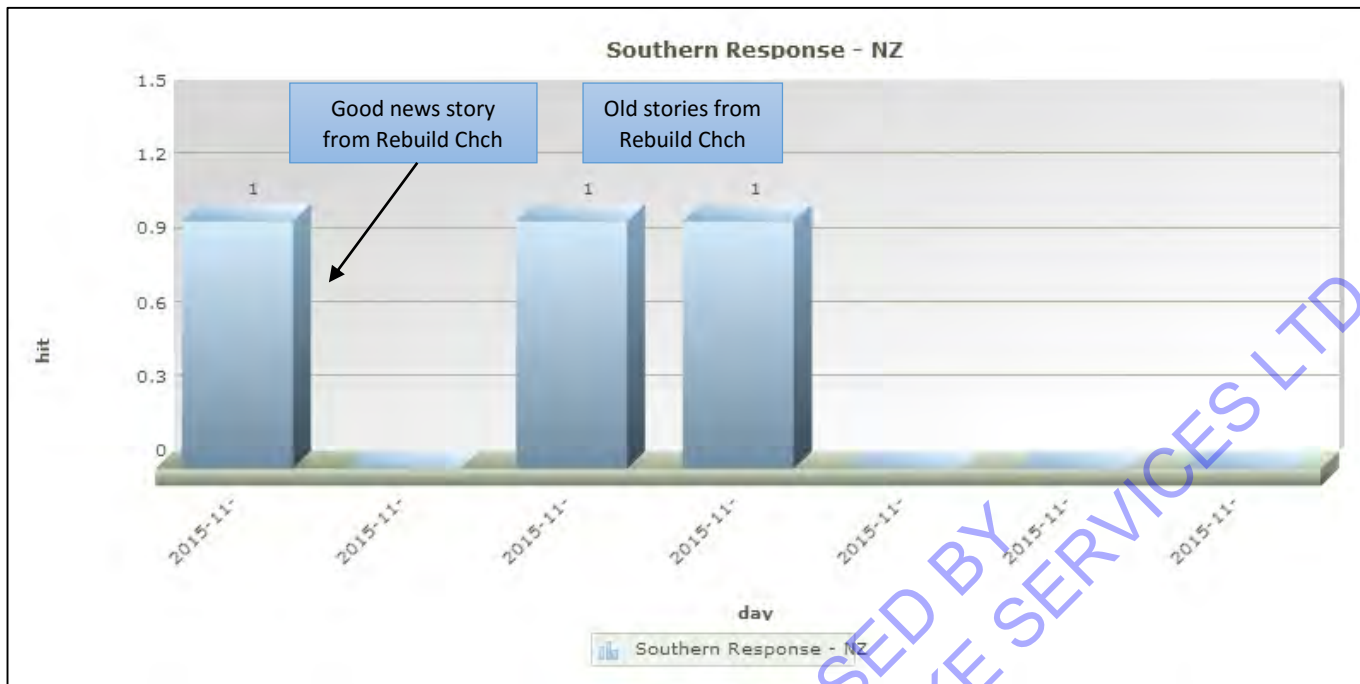 Southern Response - NZ
1.5
1.2
0.9
0.6
0.3
0
hit
Good news story
from Rebuild Chch
Old stories from
Rebuild Chch
1
1
1
2015-11-
2015-11-
2015-11-
2015-11-
2015-11-
2015-11-
2015-11-
day
Southern Response - NZ
SED BY
KE SERVICES LTD